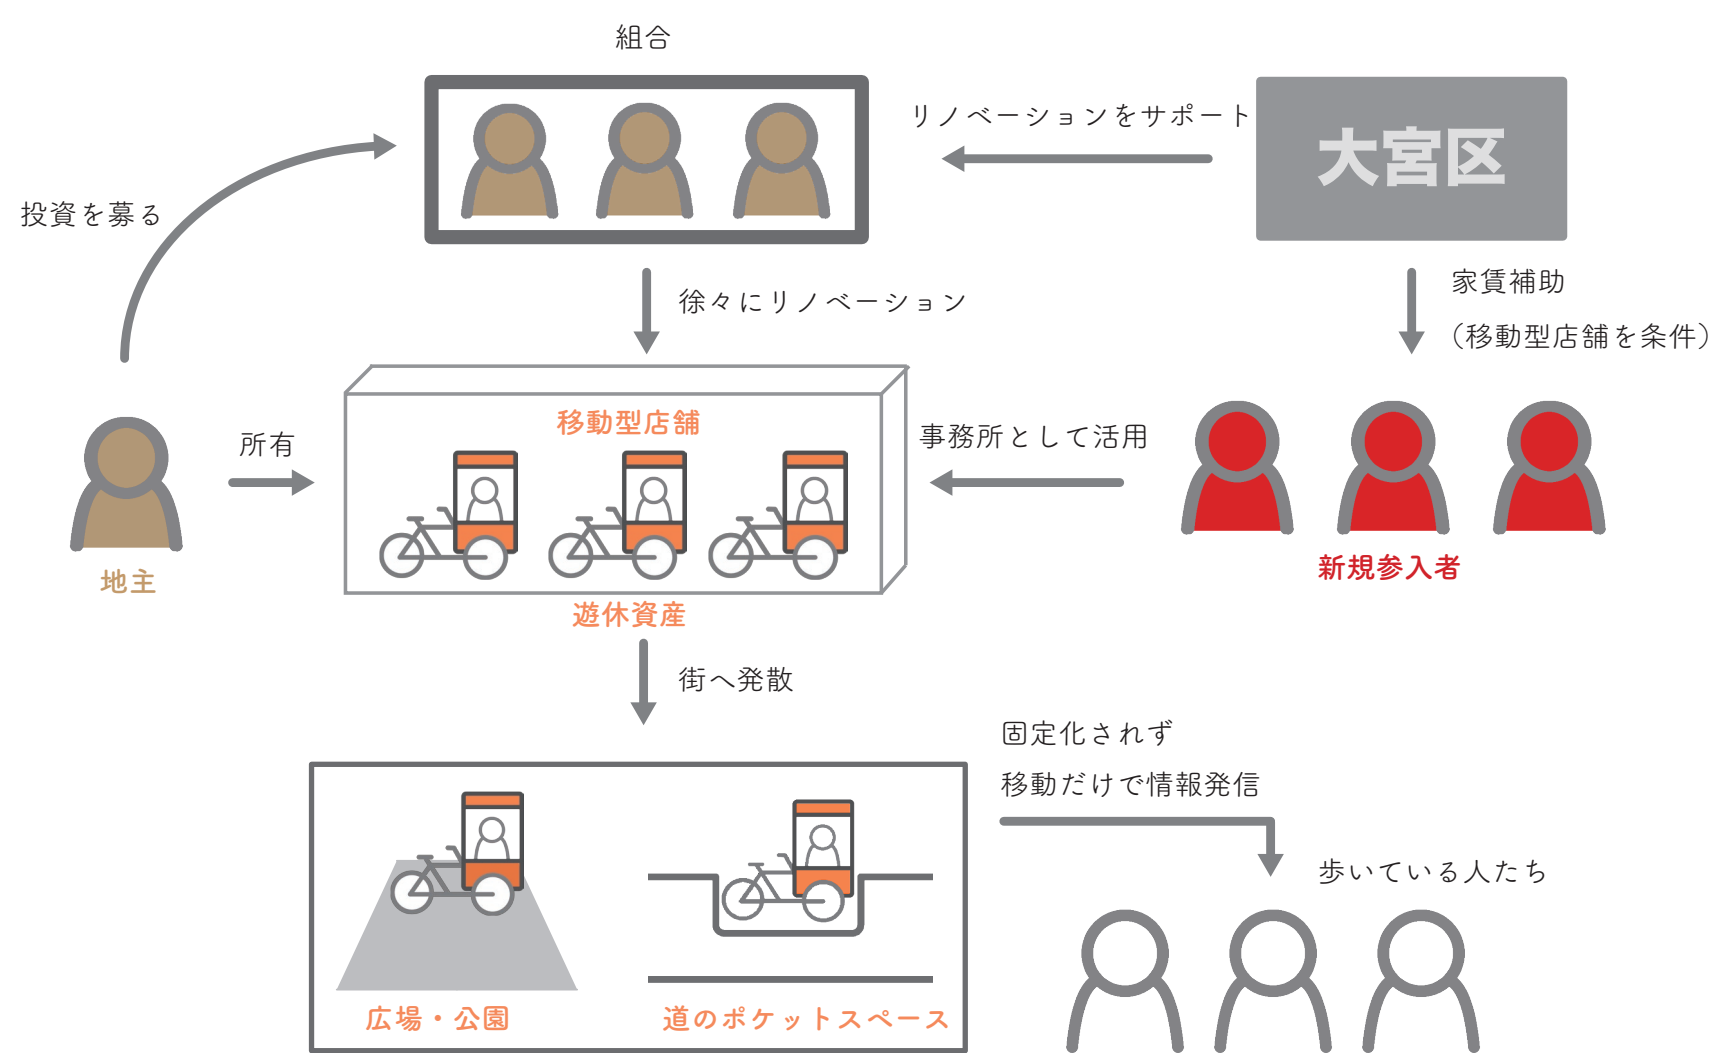 組合
リノベーションをサポート
大宮区
投資を募る
徐々にリノベーション
家賃補助
（移動型店舗を条件）
所有
移動型店舗
事務所として活用
地主
遊休資産
新規参入者
街へ発散
固定化されず
移動だけで情報発信
歩いている人たち
広場・公園
道のポケットスペース